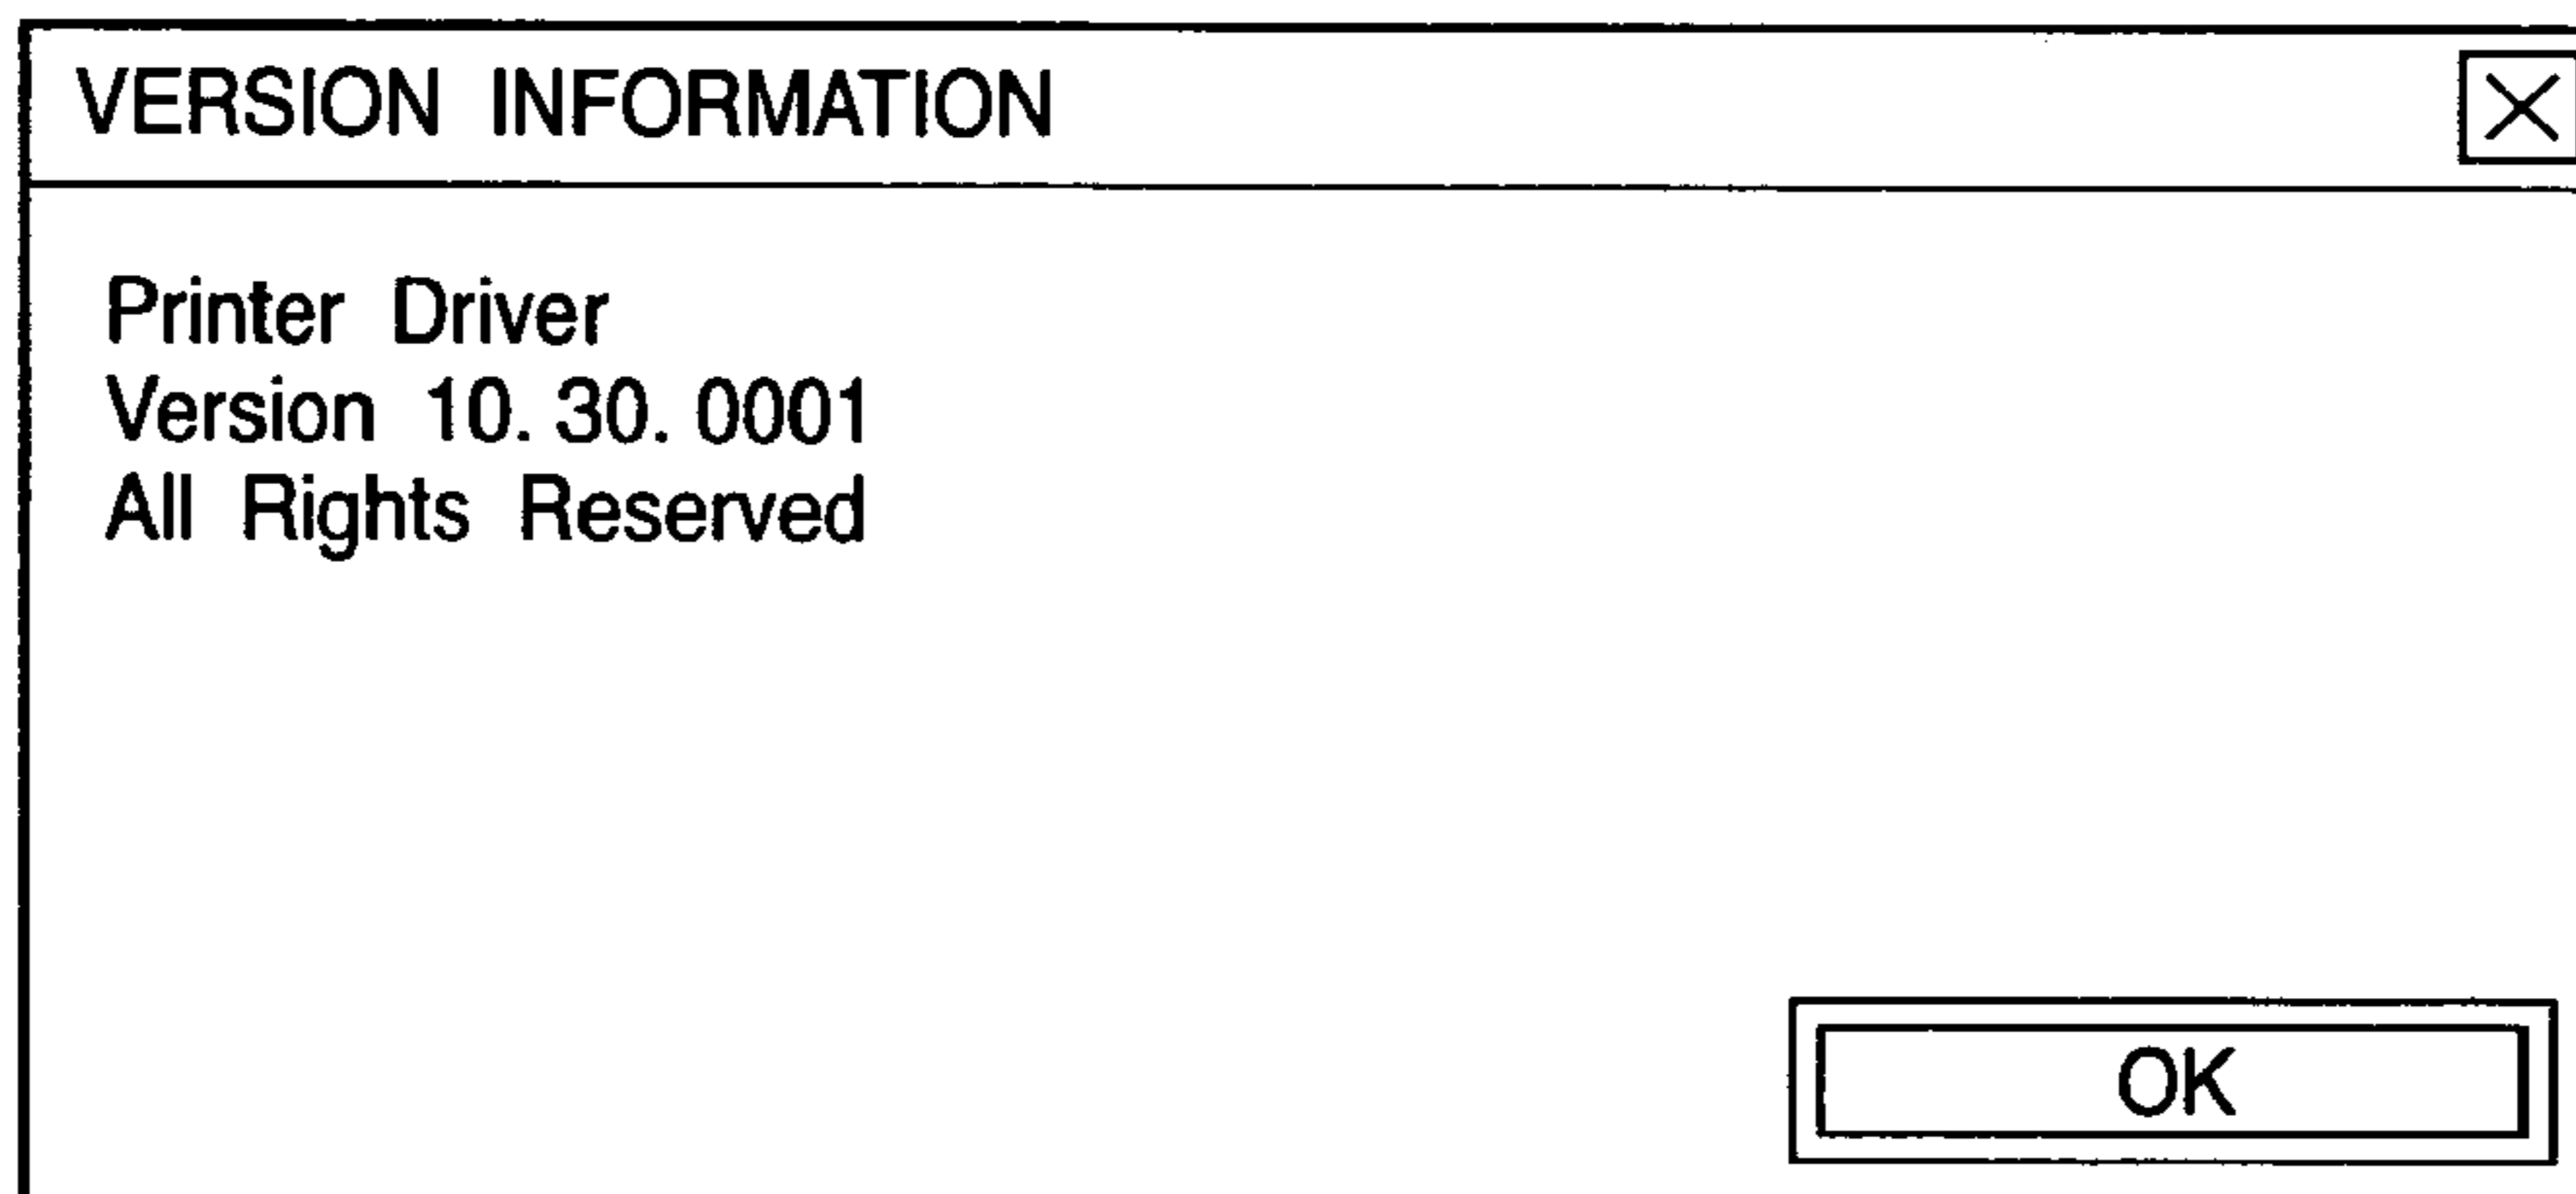 VERSION INFORMATION
Printer Driver
Version 10. 30. 0001
All Rights Reserved
OK